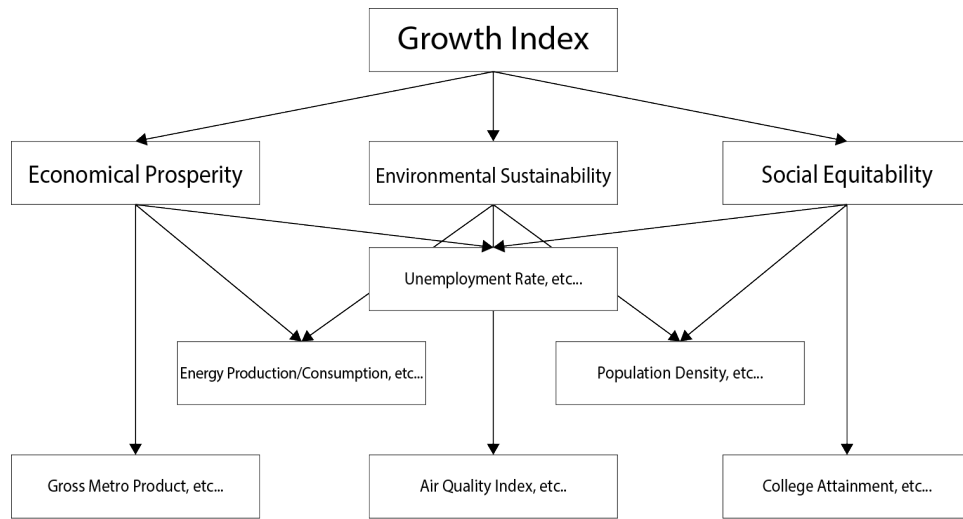 Growth Index
Economical Prosperity
Environmental Sustainability
Social Equitability
Unemployment Rate, etc...
Energy Production/Consumption, etc...
Population Density, etc...
Gross Metro Product, etc...
Air Quality Index, etc..
College Attainment, etc...